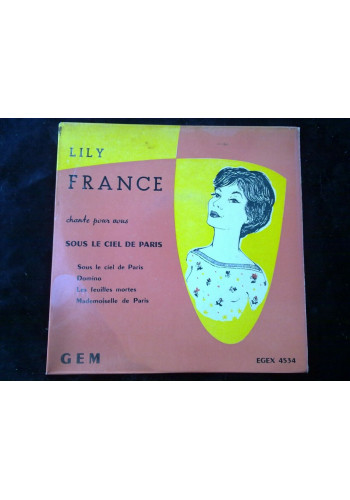 LILY
FRANCE
chante pour vous
SOUS LE CIEL DE PARIS
Sous le ciel de Paris
Domino
Les feuilles mortes
Mademoiselle de Paris
GEM
EGEX 4534